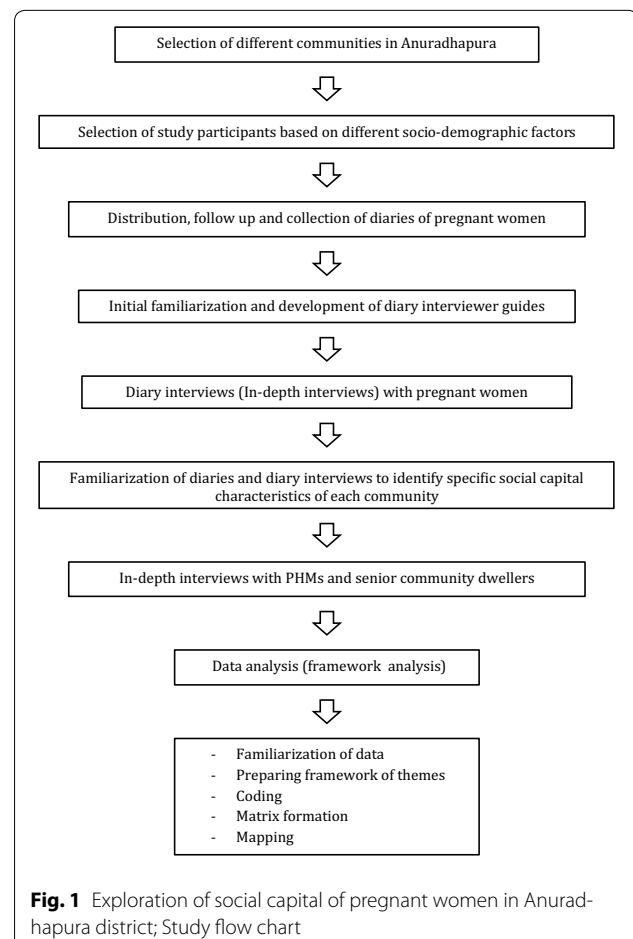 Selection of different communities in Anuradhapura
Selection of study participants based on different socio-demographic factors
Distribution, follow up and collection of diaries of pregnant women
Initial familiarization and development of diary interviewer guides
Diary interviews (In-depth interviews) with pregnant women
Familiarization of diaries and diary interviews to identify specific social capital
characteristics of each community
In-depth interviews with PHMs and senior community dwellers
Data analysis (framework analysis)
- Familiarization of data
- Preparing framework of themes
- Coding
- Matrix formation
- Mapping
Fig. 1 Exploration of social capital of pregnant women in Anurad-
hapura district; Study flow chart